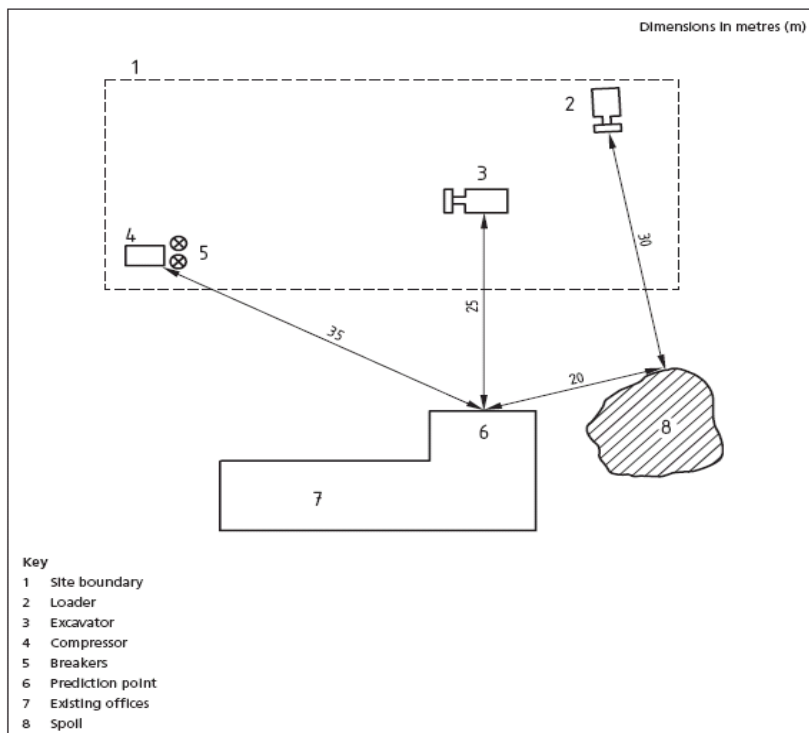 Dimensions in metres (m)
1
2
3
4
5
30
25
35
20
6
8
7
Key
1 Site boundary
2 Loader
3 Excavator
4 Compressor
5 Breakers
6 Prediction point
7 Existing offices
8 Spoil